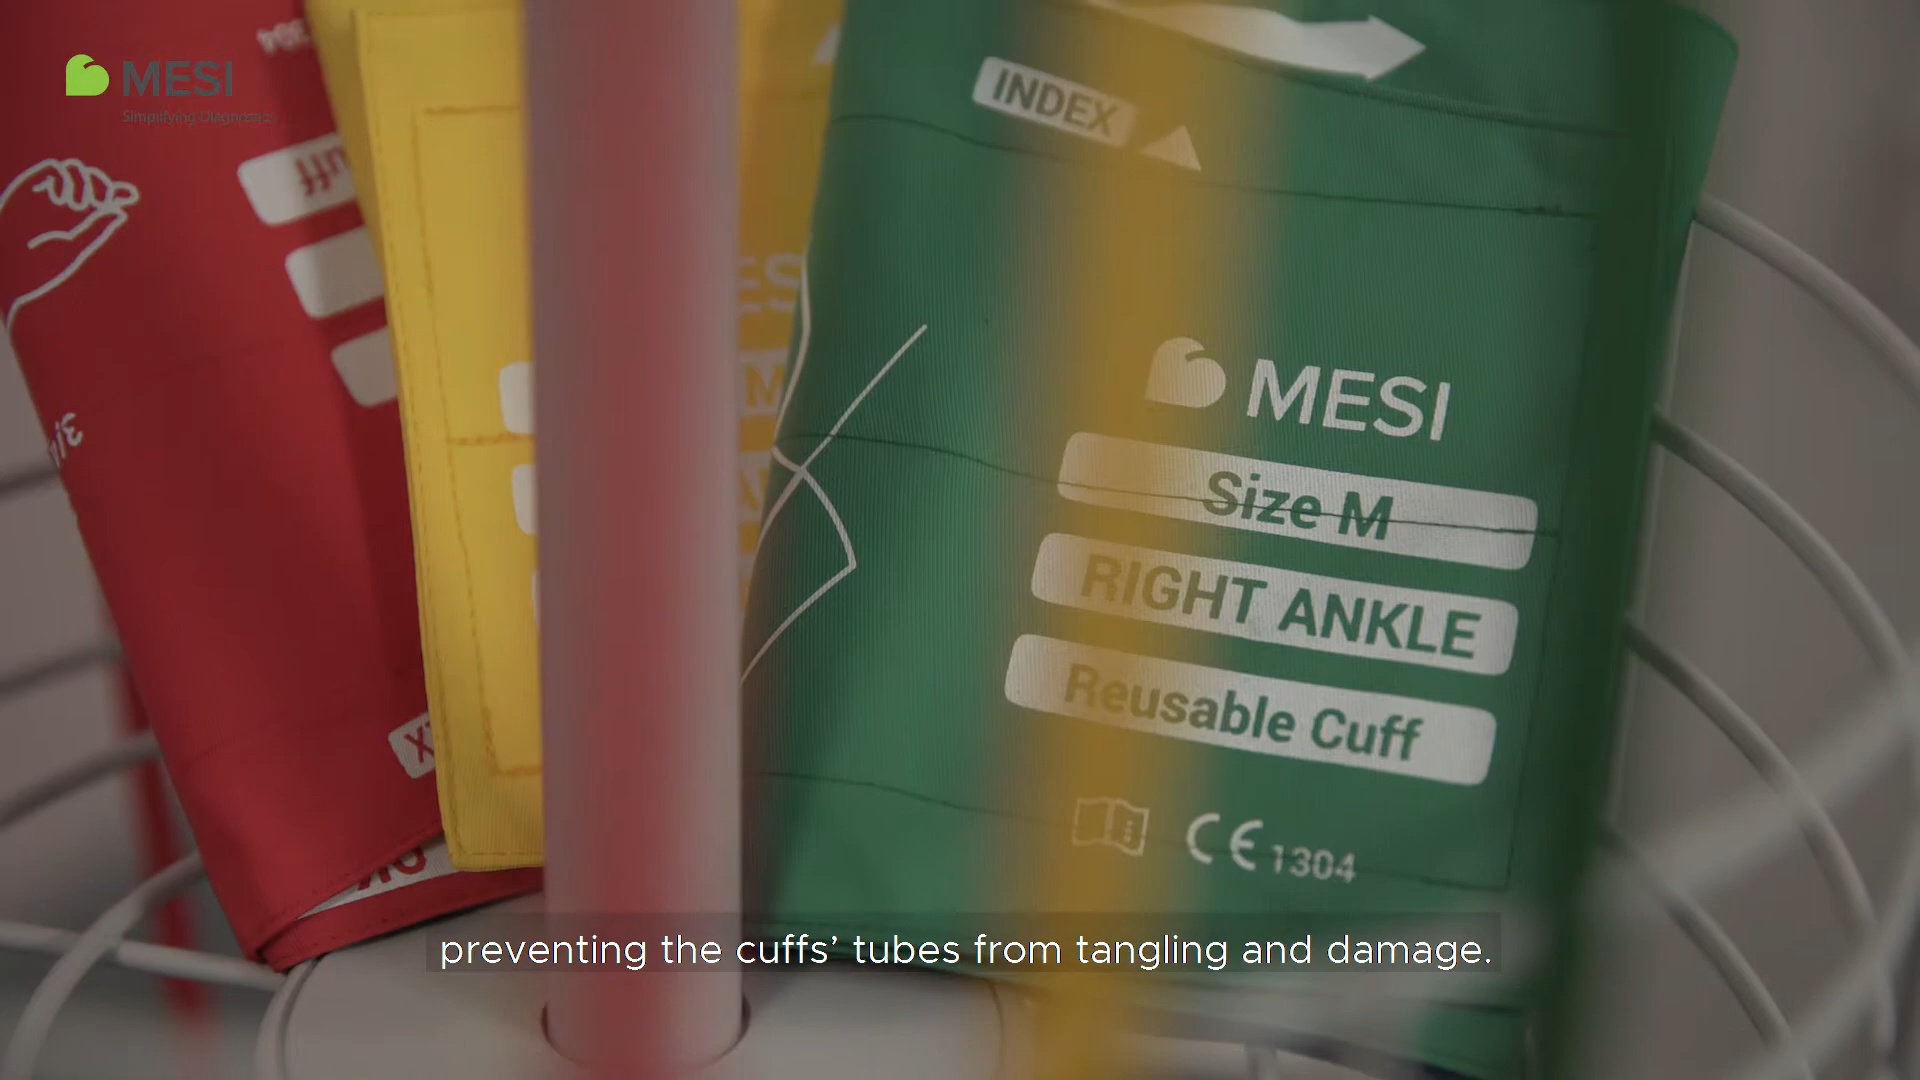 MESI
Simplifying Diagnostics
INDEX
MESI
Size M
RIGHT ANKLE
Reusable Cuff
CE 1304
preventing the cuffs’ tubes from tangling and damage.